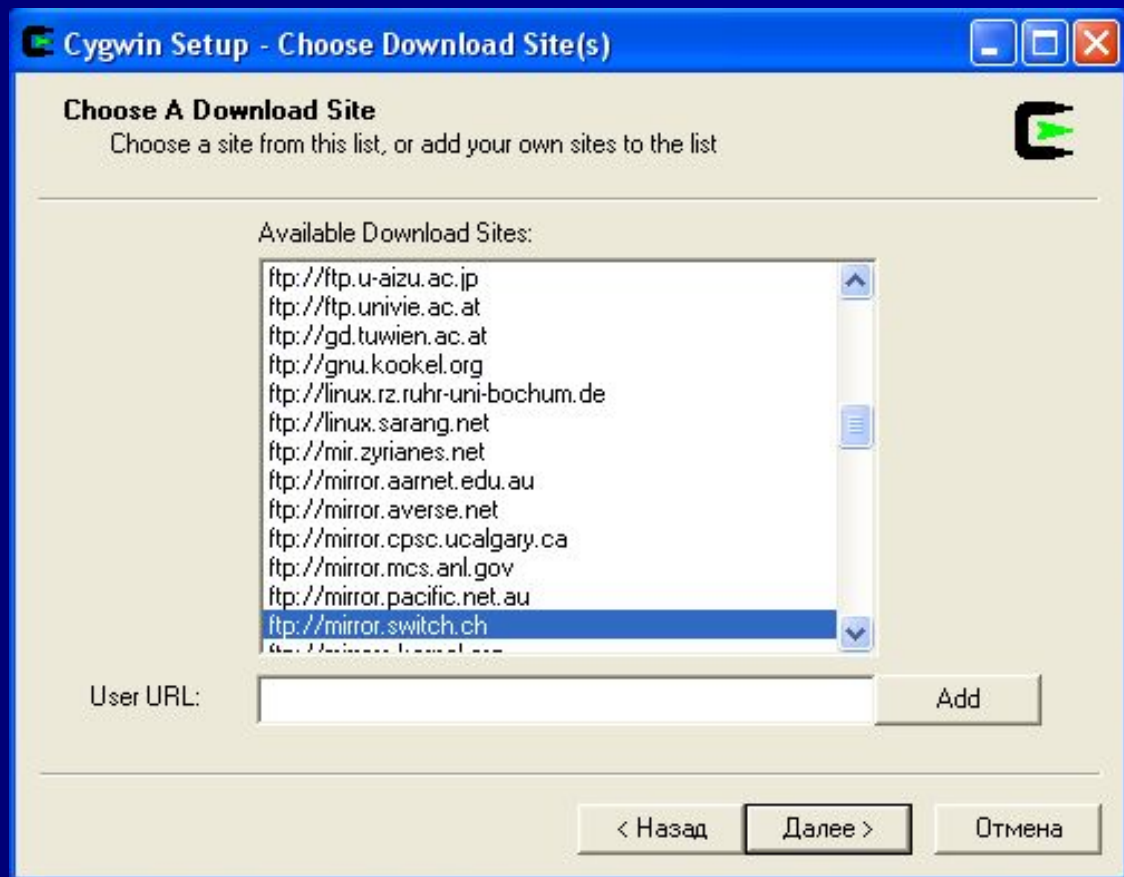 Cygwin Setup - Choose Download Site(s)
Choose A Download Site
Choose a site from this list, or add your own sites to the list
Available Download Sites:
ftp://ftp.u-aizu.ac.jp
ftp://ftp.univie.ac.at
ftp://gd.tuwien.ac.at
ftp://gnu.kookel.org
ftp://linux.rz.ruhr-uni-bochum.de
ftp://linux.sarang.net
ftp://mir.zyrianes.net
ftp://mirror.aarnet.edu.au
ftp://mirror.averse.net
ftp://mirror.cpsc.ucalgary.ca
ftp://mirror.mcs.anl.gov
ftp://mirror.pacific.net.au
ftp://mirror.switch.ch
User URL:
Add
< Назад
Далее >
Отмена